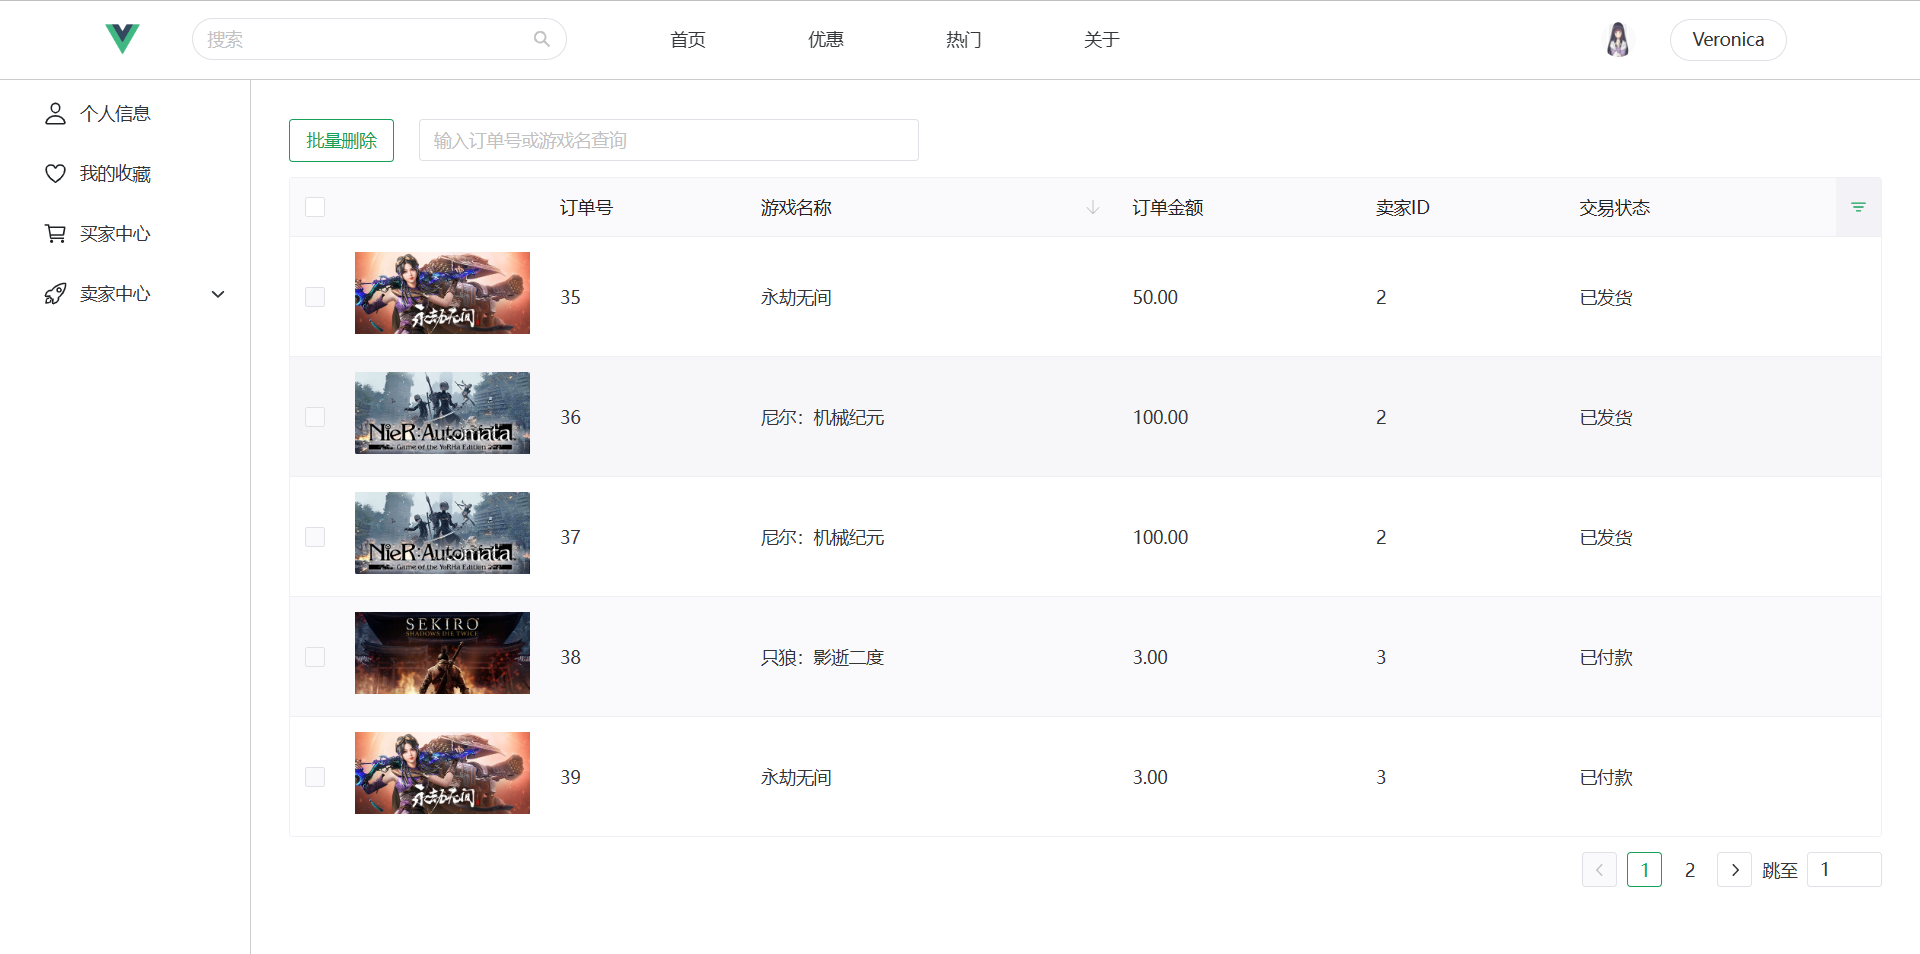 搜索
首页
优惠
热门
关于
Veronica
个人信息
我的收藏
买家中心
卖家中心
批量删除
输入订单号或游戏名查询
订单号 游戏名称 订单金额 卖家ID 交易状态
永劫无间
35 永劫无间 50.00 2 已发货
NieR:Automata
Game of the YoRHa Edition
36 尼尔：机械纪元 100.00 2 已发货
NieR:Automata
Game of the YoRHa Edition
37 尼尔：机械纪元 100.00 2 已发货
SEKIRO
SHADOWS DIE TWICE
38 只狼：影逝二度 3.00 3 已付款
永劫无间
39 永劫无间 3.00 3 已付款
1 2 跳至 1